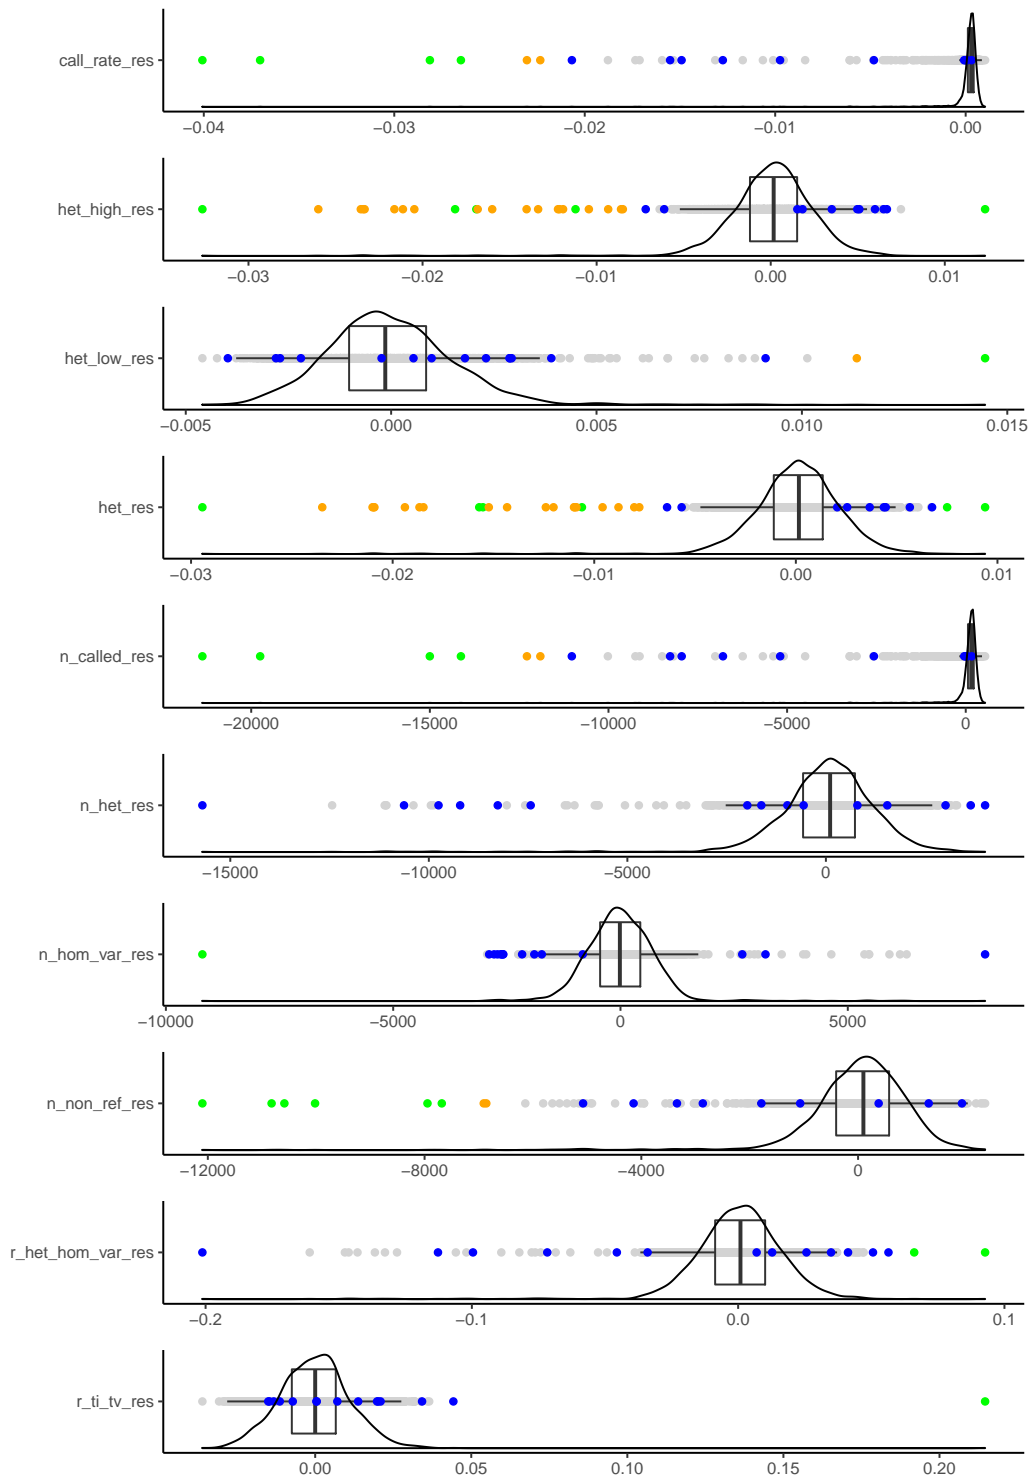 call_rate_res
−0.04 −0.03 −0.02 −0.01 0.00
het_high_res
−0.03 −0.02 −0.01 0.00 0.01
het_low_res
−0.005 0.000 0.005 0.010 0.015
het_res
−0.03 −0.02 −0.01 0.00 0.01
n_called_res
−20000 −15000 −10000 −5000 0
n_het_res
−15000 −10000 −5000 0
n_hom_var_res
−10000 −5000 0 5000
n_non_ref_res
−12000 −8000 −4000 0
r_het_hom_var_res
−0.2 −0.1 0.0 0.1
r_ti_tv_res
0.00 0.05 0.10 0.15 0.20